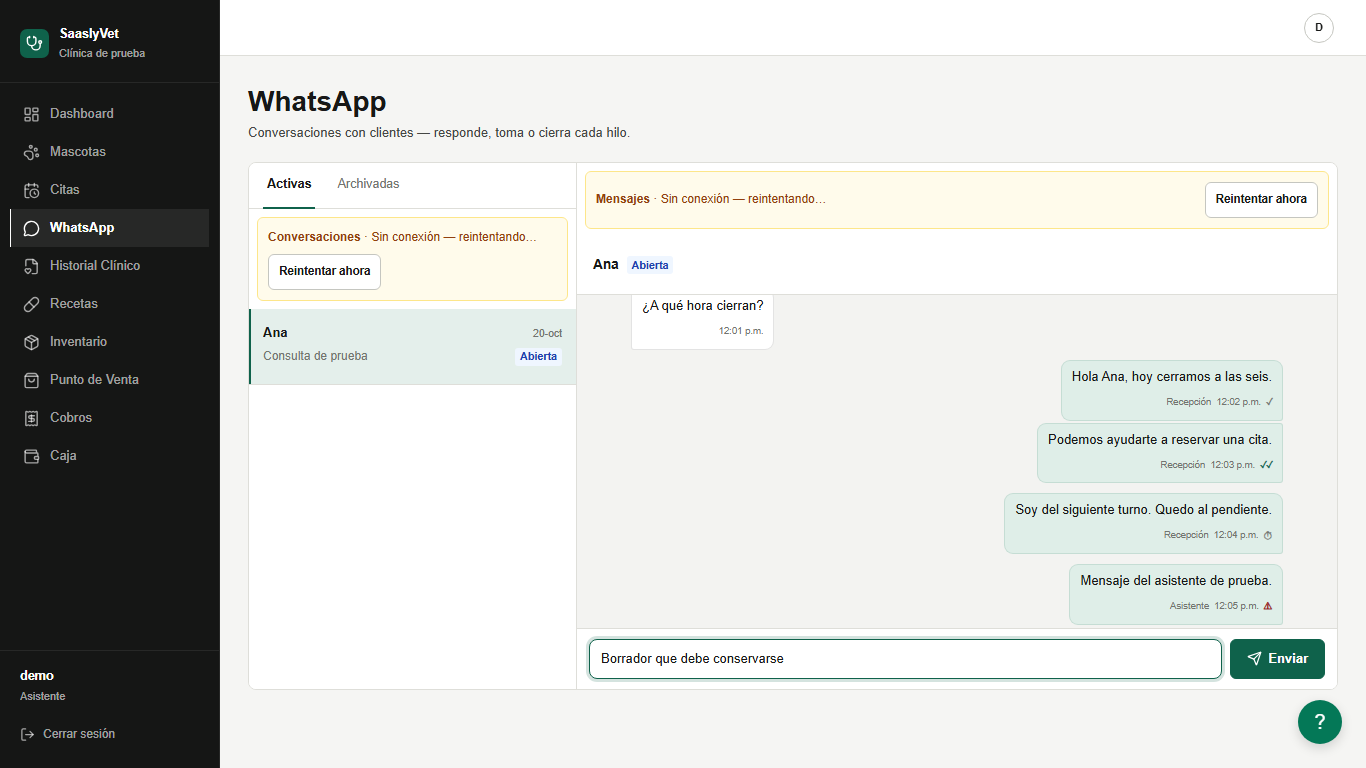 SaaslyVet
Clínica de prueba
Dashboard
Mascotas
Citas
WhatsApp
Historial Clínico
Recetas
Inventario
Punto de Venta
Cobros
Caja
demo
Asistente
Cerrar sesión
D
WhatsApp
Conversaciones con clientes — responde, toma o cierra cada hilo.
Activas Archivadas
Conversaciones · Sin conexión — reintentando…
Reintentar ahora
Ana 20-oct
Consulta de prueba Abierta
Mensajes · Sin conexión — reintentando… Reintentar ahora
Ana Abierta
¿A qué hora cierran?
12:01 p.m.
Hola Ana, hoy cerramos a las seis.
Recepción 12:02 p.m. ✓
Podemos ayudarte a reservar una cita.
Recepción 12:03 p.m. ✓✓
Soy del siguiente turno. Quedo al pendiente.
Recepción 12:04 p.m.
Mensaje del asistente de prueba.
Asistente 12:05 p.m.
Borrador que debe conservarse Enviar
?